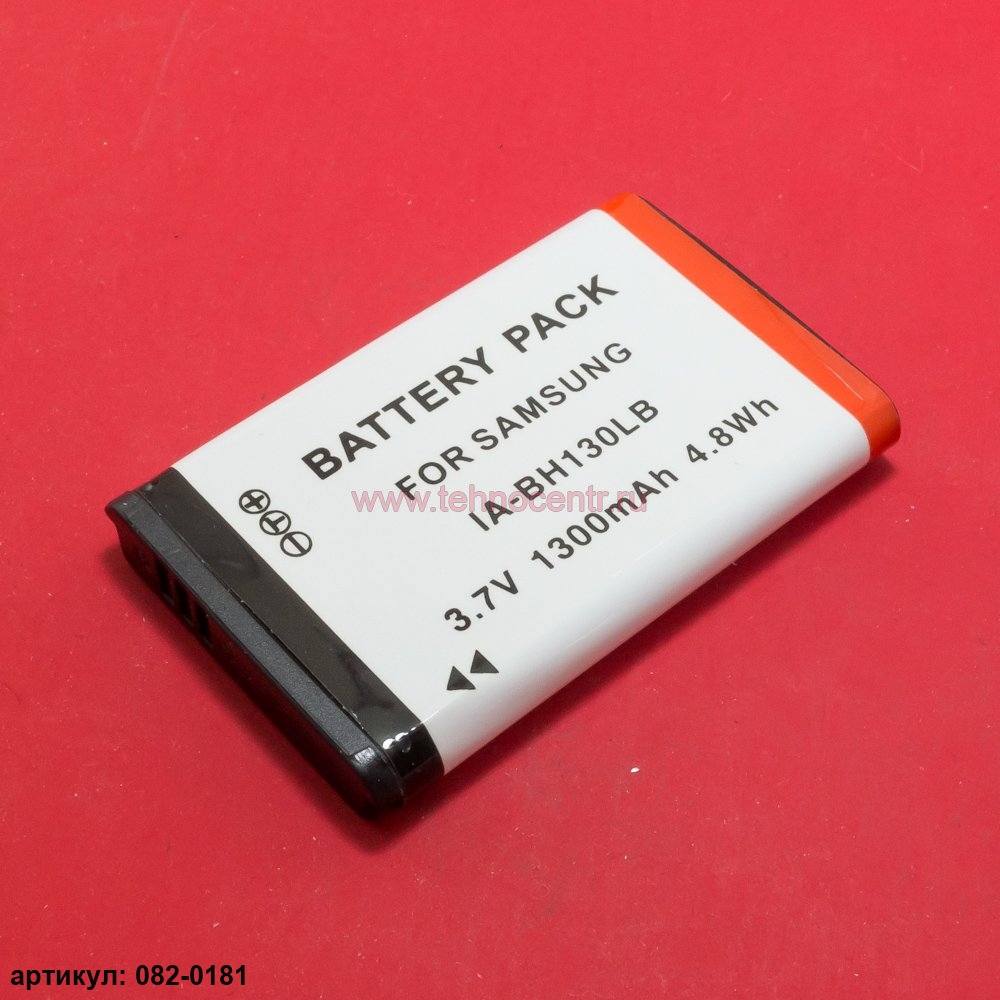 BATTERY PACK
FOR SAMSUNG
IA-BH130LB
3.7V 1300mAh 4.8Wh
www.tehnocentr.ru
артикул: 082-0181